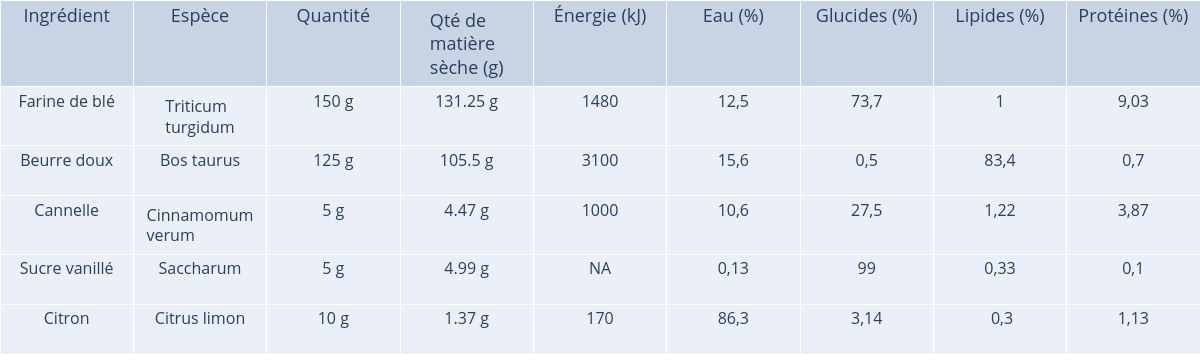 Ingrédient Espèce Quantité Qté de matière sèche (g) Énergie (kJ) Eau (%) Glucides (%) Lipides (%) Protéines (%)
Farine de blé Triticum turgidum 150 g 131.25 g 1480 12,5 73,7 1 9,03
Beurre doux Bos taurus 125 g 105.5 g 3100 15,6 0,5 83,4 0,7
Cannelle Cinnamomum verum 5 g 4.47 g 1000 10,6 27,5 1,22 3,87
Sucre vanillé Saccharum 5 g 4.99 g NA 0,13 99 0,33 0,1
Citron Citrus limon 10 g 1.37 g 170 86,3 3,14 0,3 1,13